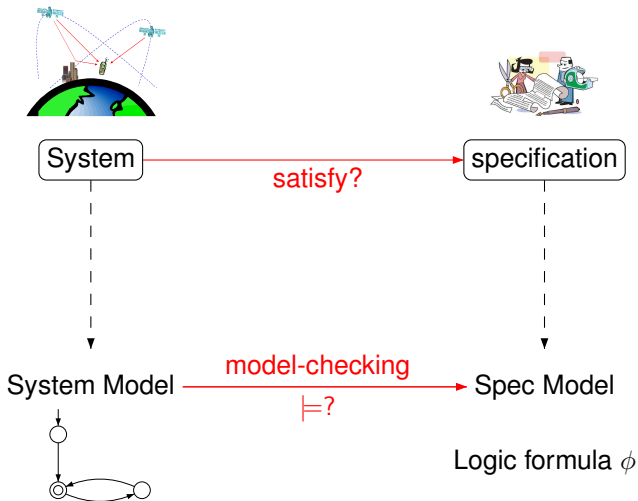 System
specification
satisfy?
model-checking
System Model
Spec Model
⊨?
Logic formula ϕ